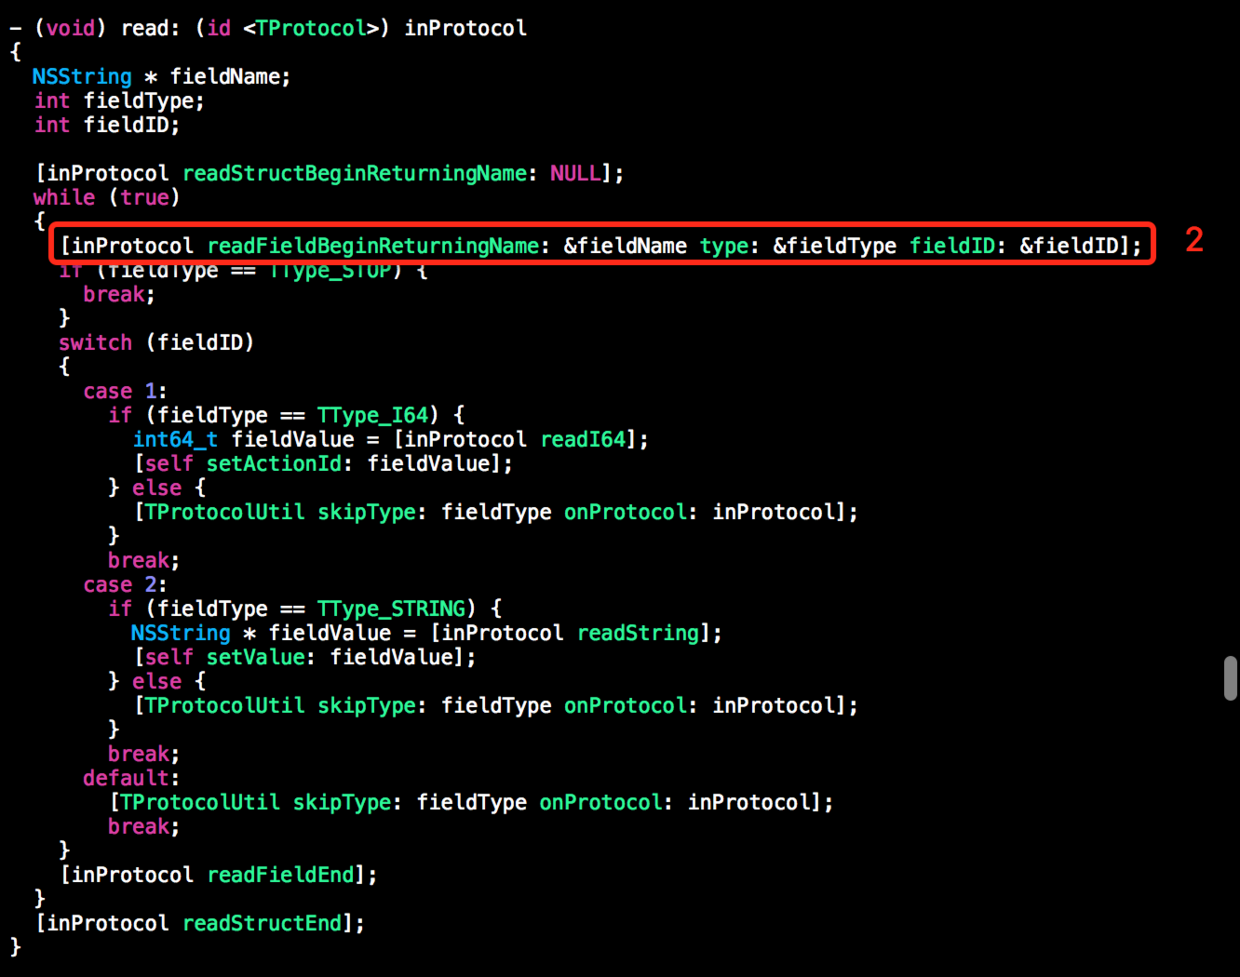 – (void) read: (id <TProtocol>) inProtocol
{
  NSString * fieldName;
  int fieldType;
  int fieldID;

  [inProtocol readStructBeginReturningName: NULL];
  while (true)
  {
    [inProtocol readFieldBeginReturningName: &fieldName type: &fieldType fieldID: &fieldID]; 2
    if (fieldType == TType_STOP) {
      break;
    }
    switch (fieldID)
    {
      case 1:
        if (fieldType == TType_I64) {
          int64_t fieldValue = [inProtocol readI64];
          [self setActionId: fieldValue];
        } else {
          [TProtocolUtil skipType: fieldType onProtocol: inProtocol];
        }
        break;
      case 2:
        if (fieldType == TType_STRING) {
          NSString * fieldValue = [inProtocol readString];
          [self setValue: fieldValue];
        } else {
          [TProtocolUtil skipType: fieldType onProtocol: inProtocol];
        }
        break;
      default:
        [TProtocolUtil skipType: fieldType onProtocol: inProtocol];
        break;
    }
    [inProtocol readFieldEnd];
  }
  [inProtocol readStructEnd];
}